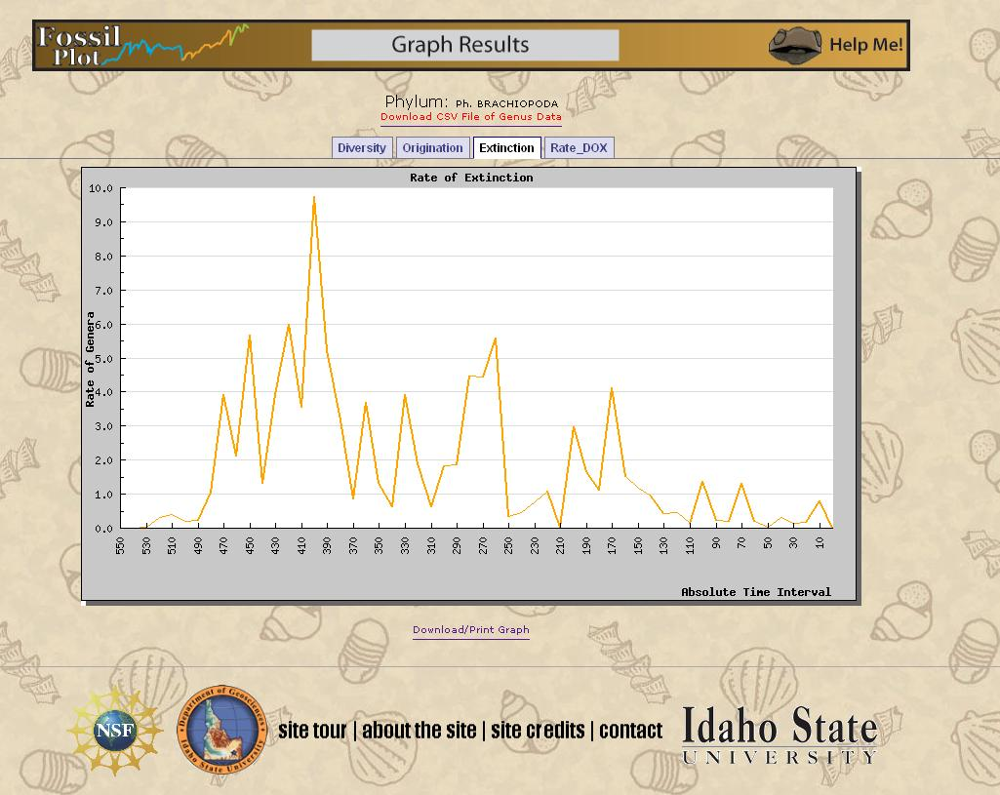 Fossil Plot
Graph Results
Help Me!
Phylum: Ph. BRACHIOPODA
Download CSV File of Genus Data
Diversity Origination Extinction Rate_DOX
Rate of Extinction
10.0
9.0
8.0
7.0
6.0
5.0
4.0
3.0
2.0
1.0
0.0
Rate of Genera
550 530 510 490 470 450 430 410 390 370 350 330 310 290 270 250 230 210 190 170 150 130 110 90 70 50 30 10
Absolute Time Interval
Download/Print Graph
NSF
Department of Geosciences
Idaho State University
site tour | about the site | site credits | contact
Idaho State
UNIVERSITY